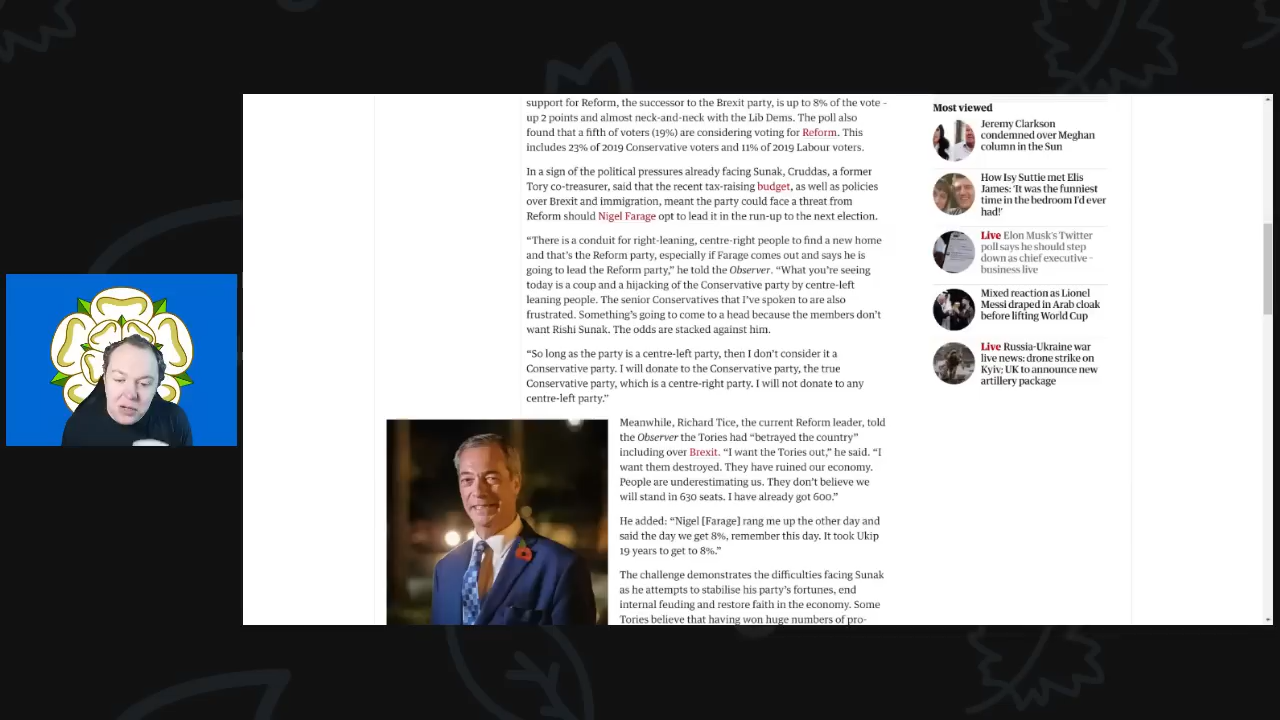 support for Reform, the successor to the Brexit party, is up to 8% of the vote -
up 2 points and almost neck-and-neck with the Lib Dems. The poll also
found that a fifth of voters (19%) are considering voting for Reform. This
includes 23% of 2019 Conservative voters and 11% of 2019 Labour voters.
In a sign of the political pressures already facing Sunak, Cruddas, a former
Tory co-treasurer, said that the recent tax-raising budget, as well as policies
over Brexit and immigration, meant the party could face a threat from
Reform should Nigel Farage opt to lead it in the run-up to the next election.
“There is a conduit for right-leaning, centre-right people to find a new home
and that’s the Reform party, especially if Farage comes out and says he is
going to lead the Reform party,” he told the Observer. “What you’re seeing
today is a coup and a hijacking of the Conservative party by centre-left
leaning people. The senior Conservatives that I’ve spoken to are also
frustrated. Something’s going to come to a head because the members don’t
want Rishi Sunak. The odds are stacked against him.
“So long as the party is a centre-left party, then I don’t consider it a
Conservative party. I will donate to the Conservative party, the true
Conservative party, which is a centre-right party. I will not donate to any
centre-left party.”
Meanwhile, Richard Tice, the current Reform leader, told
the Observer the Tories had “betrayed the country”
including over Brexit. “I want the Tories out,” he said. “I
want them destroyed. They have ruined our economy.
People are underestimating us. They don’t believe we
will stand in 630 seats. I have already got 600.”
He added: “Nigel [Farage] rang me up the other day and
said the day we get 8%, remember this day. It took Ukip
19 years to get to 8%.”
The challenge demonstrates the difficulties facing Sunak
as he attempts to stabilise his party’s fortunes, end
internal feuding and restore faith in the economy. Some
Tories believe that having won huge numbers of pro-
Most viewed
Jeremy Clarkson
condemned over Meghan
column in the Sun
How Isy Suttie met Elis
James: ‘It was the funniest
time in the bedroom I’d ever
had!’
Live Elon Musk’s Twitter
poll says he should step
down as chief executive –
business live
Mixed reaction as Lionel
Messi draped in Arab cloak
before lifting World Cup
Live Russia-Ukraine war
live news: drone strike on
Kyiv; UK to announce new
artillery package